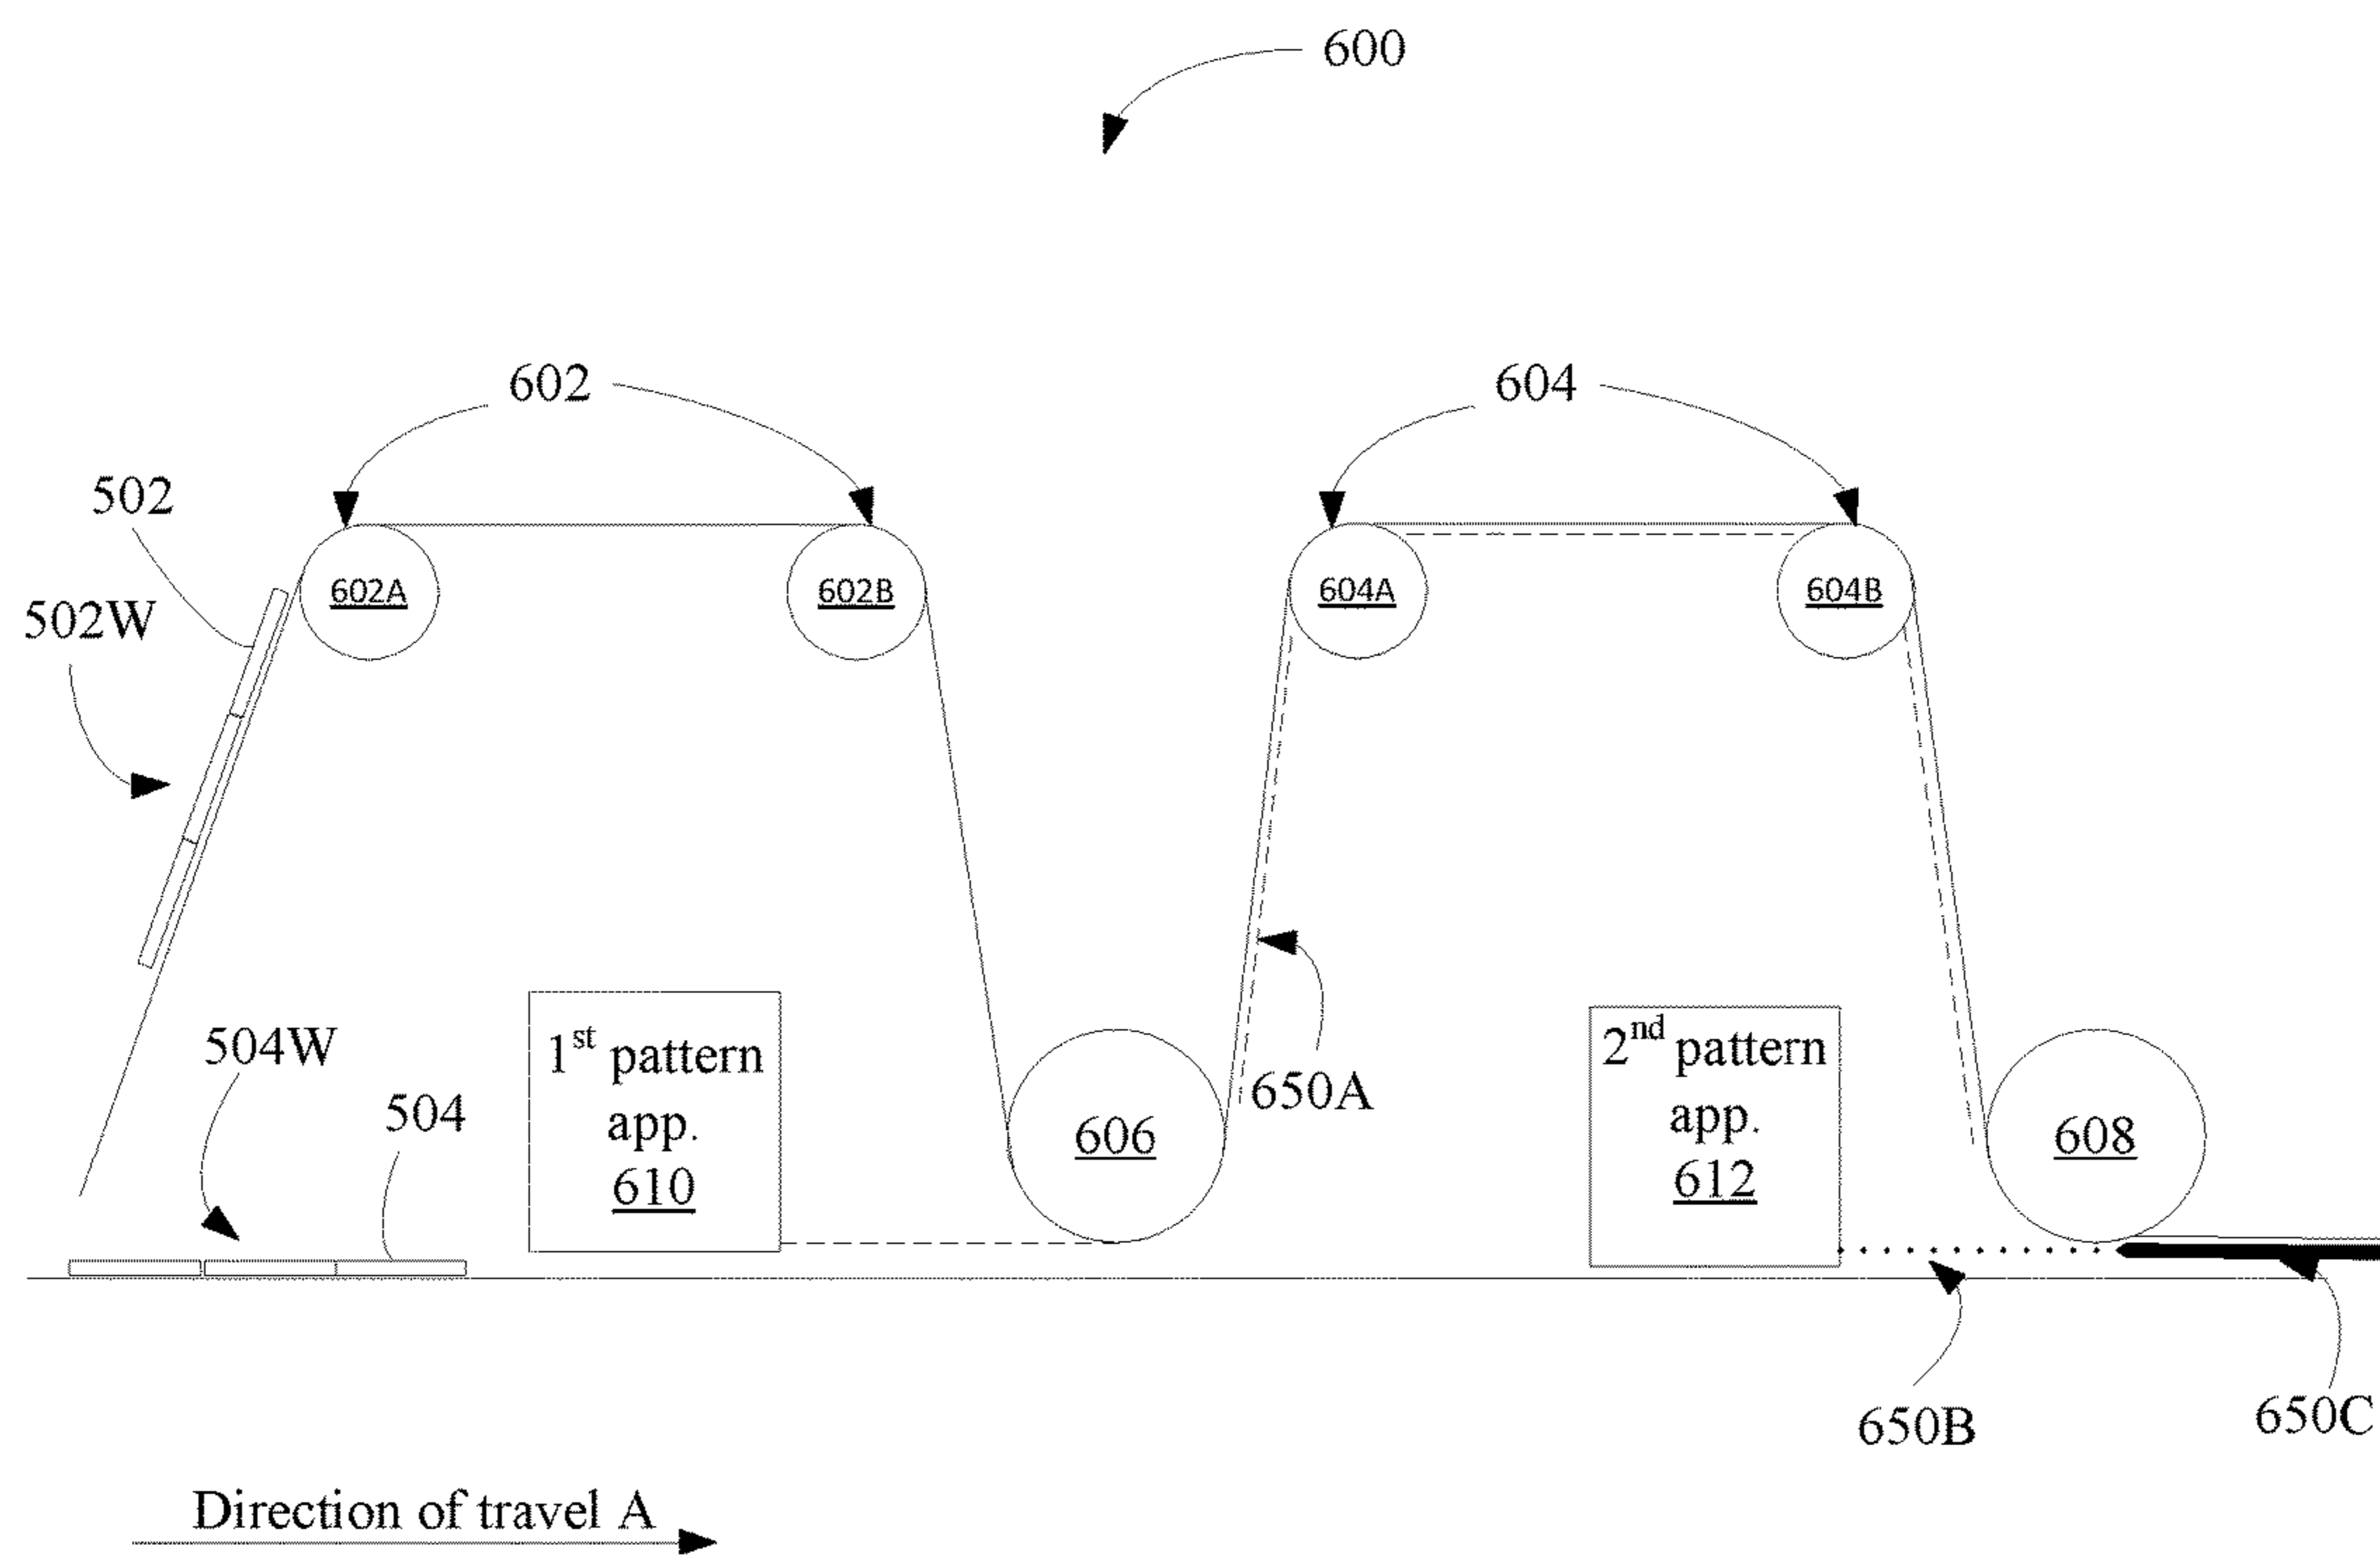 600
602
604
502
602A
602B
604A
604B
502W
504W
504
1st pattern
app.
610
606
650A
2nd pattern
app.
612
608
650B
650C
Direction of travel A